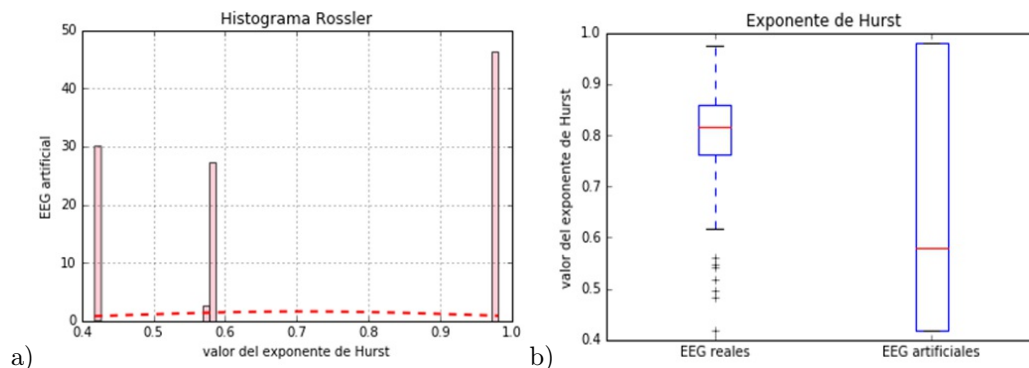 Histograma Rossler
50
40
30
20
10
0
EEG artificial
0.4 0.5 0.6 0.7 0.8 0.9 1.0
valor del exponente de Hurst
a)
Exponente de Hurst
1.0
0.9
0.8
0.7
0.6
0.5
0.4
valor del exponente de Hurst
EEG reales EEG artificiales
b)